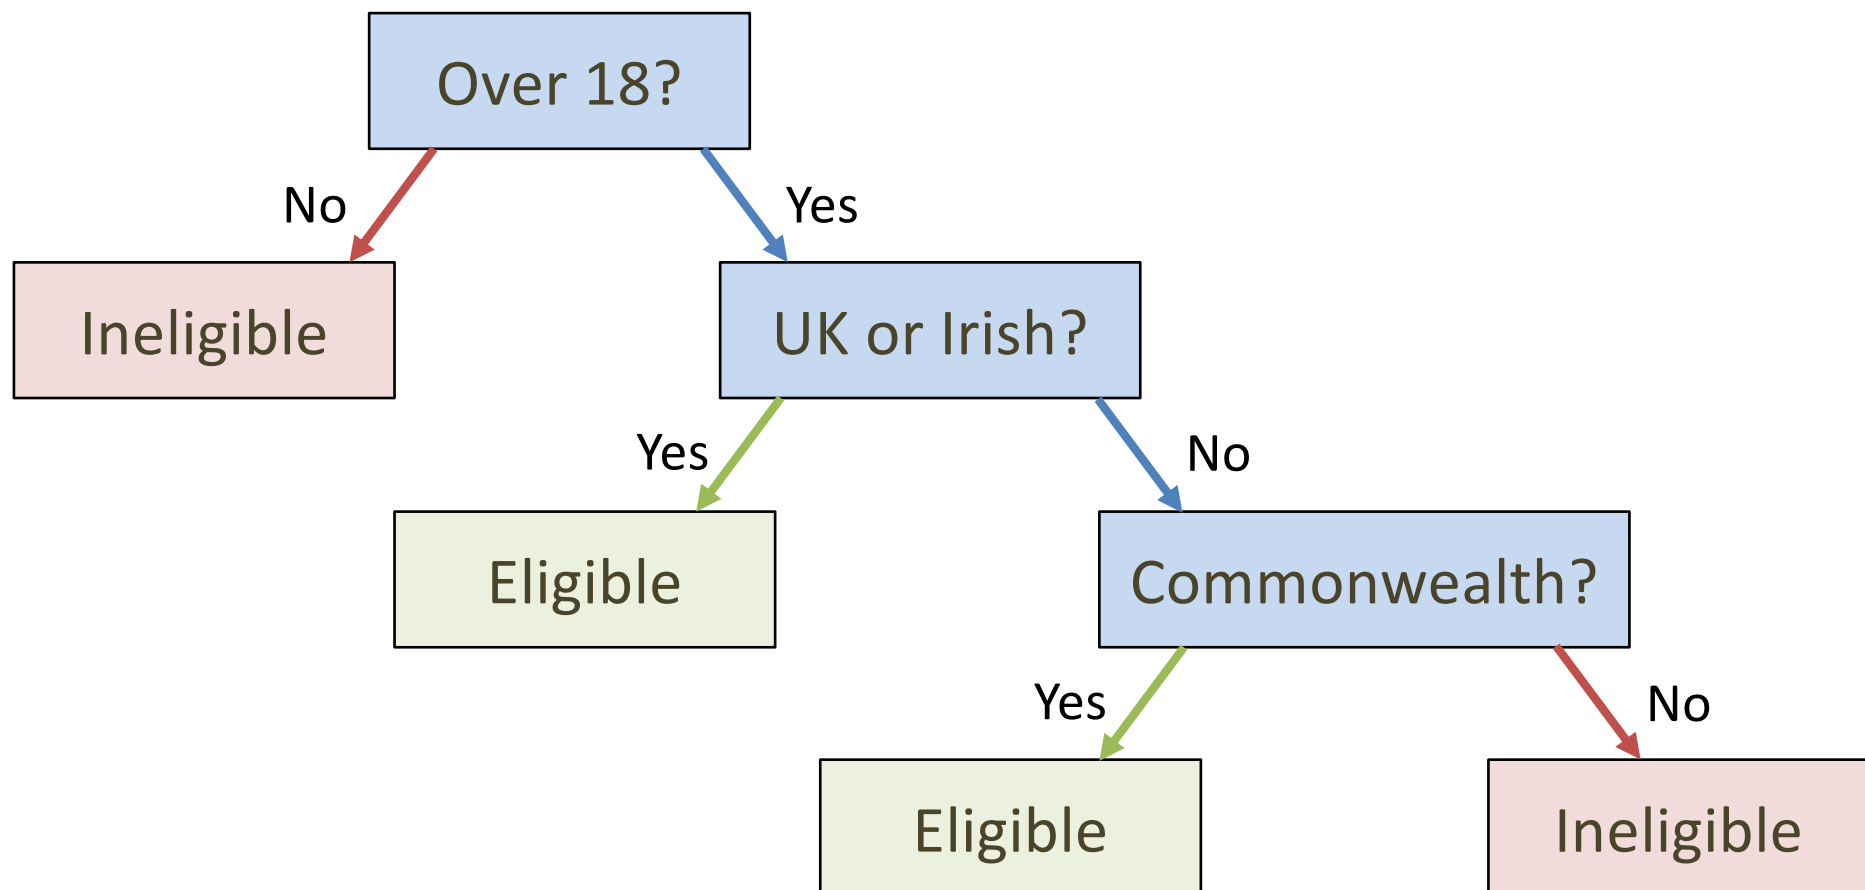 Over 18?
No
Yes
Ineligible
UK or Irish?
Yes
No
Eligible
Commonwealth?
Yes
No
Eligible
Ineligible